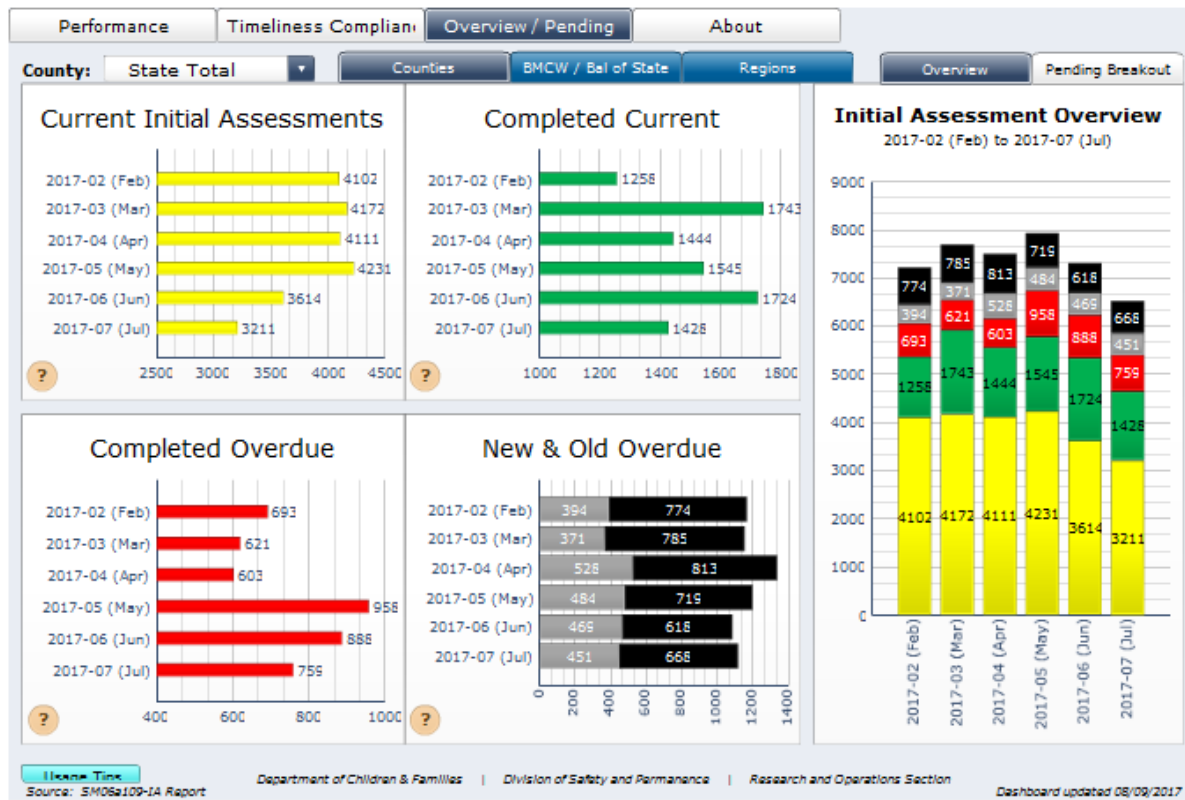 Performance
Timeliness Complian
Overview / Pending
About
County: State Total
Counties
BMCW / Bal of State
Regions
Overview
Pending Breakout
Current Initial Assessments
2017-02 (Feb) 4102
2017-03 (Mar) 4172
2017-04 (Apr) 4111
2017-05 (May) 4231
2017-06 (Jun) 3614
2017-07 (Jul) 3211
2500 3000 3500 4000 4500
?
Completed Current
2017-02 (Feb) 1258
2017-03 (Mar) 1743
2017-04 (Apr) 1444
2017-05 (May) 1545
2017-06 (Jun) 1724
2017-07 (Jul) 1428
1000 1200 1400 1600 1800
?
Completed Overdue
2017-02 (Feb) 693
2017-03 (Mar) 621
2017-04 (Apr) 603
2017-05 (May) 958
2017-06 (Jun) 888
2017-07 (Jul) 759
400 600 800 1000
?
New & Old Overdue
2017-02 (Feb) 394 774
2017-03 (Mar) 371 785
2017-04 (Apr) 528 813
2017-05 (May) 484 719
2017-06 (Jun) 469 618
2017-07 (Jul) 451 668
0 200 400 600 800 1000 1200 1400
?
Initial Assessment Overview
2017-02 (Feb) to 2017-07 (Jul)
9000
8000
7000
6000
5000
4000
3000
2000
1000
0
774 785 813 719 618 668
394 371 528 484 469 451
693 621 603 958 888 759
1258 1743 1444 1545 1724 1428
4102 4172 4111 4231 3614 3211
2017-02 (Feb)
2017-03 (Mar)
2017-04 (Apr)
2017-05 (May)
2017-06 (Jun)
2017-07 (Jul)
Usage Tips
Source: SM06a109-IA Report
Department of Children & Families | Division of Safety and Permanence | Research and Operations Section
Dashboard updated 08/09/2017